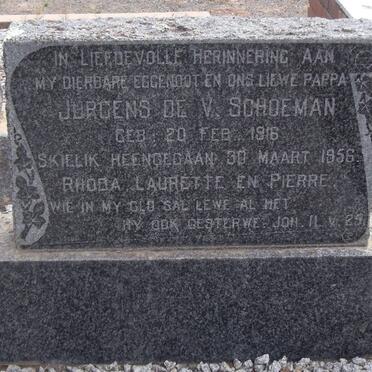 IN LIEFDEVOLLE HERINNERING AAN
MY DIERBARE EGGENOOT EN ONS LIEWE PAPPA
JURGENS DE V. SCHOEMAN
GEB: 20 FEB. 1916
SKIELIK HEENGEGAAN 30 MAART 1956.
RHODA, LAURETTE EN PIERRE.
WIE IN MY GLO SAL LEWE AL HET
HY OOK GESTERWE. JOH. 11. V. 25